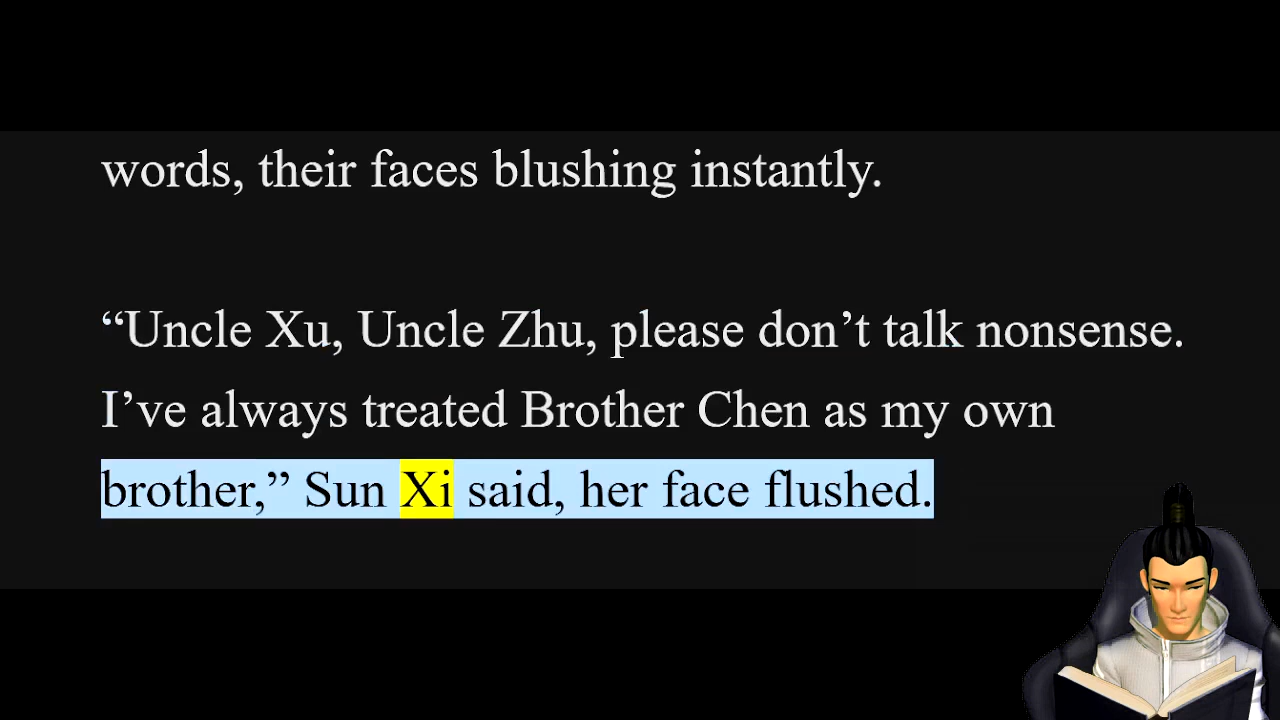 words, their faces blushing instantly.
“Uncle Xu, Uncle Zhu, please don’t talk nonsense.
I’ve always treated Brother Chen as my own
brother,” Sun Xi said, her face flushed.